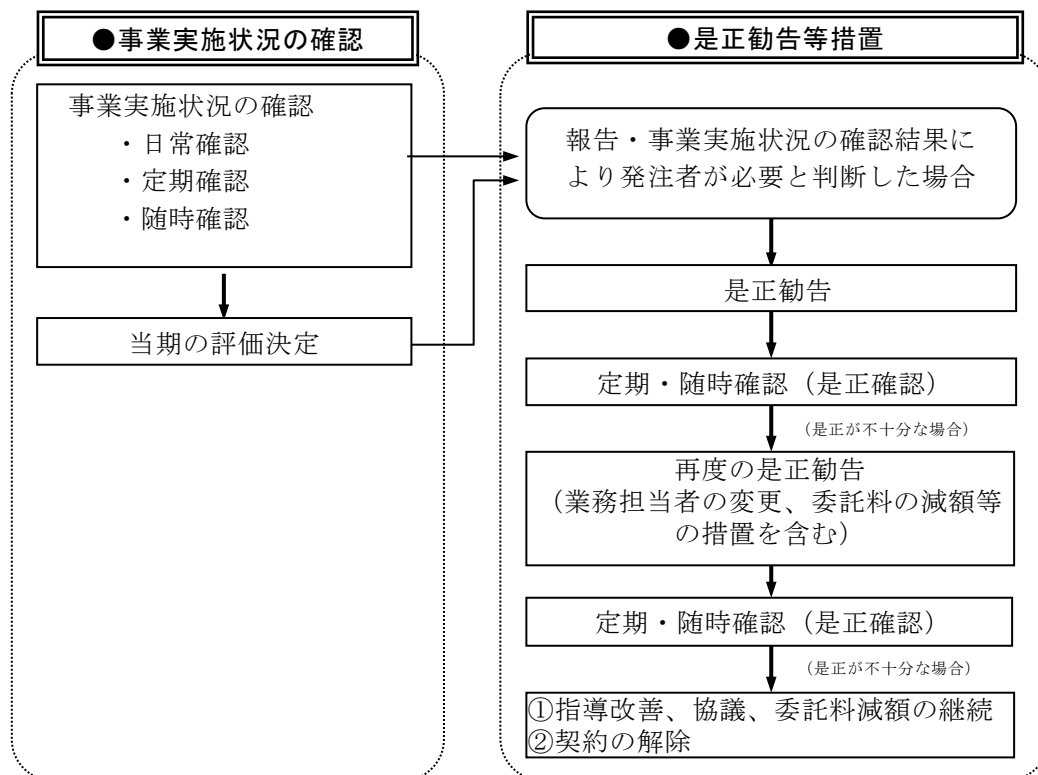 ●事業実施状況の確認
事業実施状況の確認
・日常確認
・定期確認
・随時確認
当期の評価決定
●是正勧告等措置
報告・事業実施状況の確認結果に
より発注者が必要と判断した場合
是正勧告
定期・随時確認（是正確認）
（是正が不十分な場合）
再度の是正勧告
（業務担当者の変更、委託料の減額等
の措置を含む）
定期・随時確認（是正確認）
（是正が不十分な場合）
①指導改善、協議、委託料減額の継続
②契約の解除